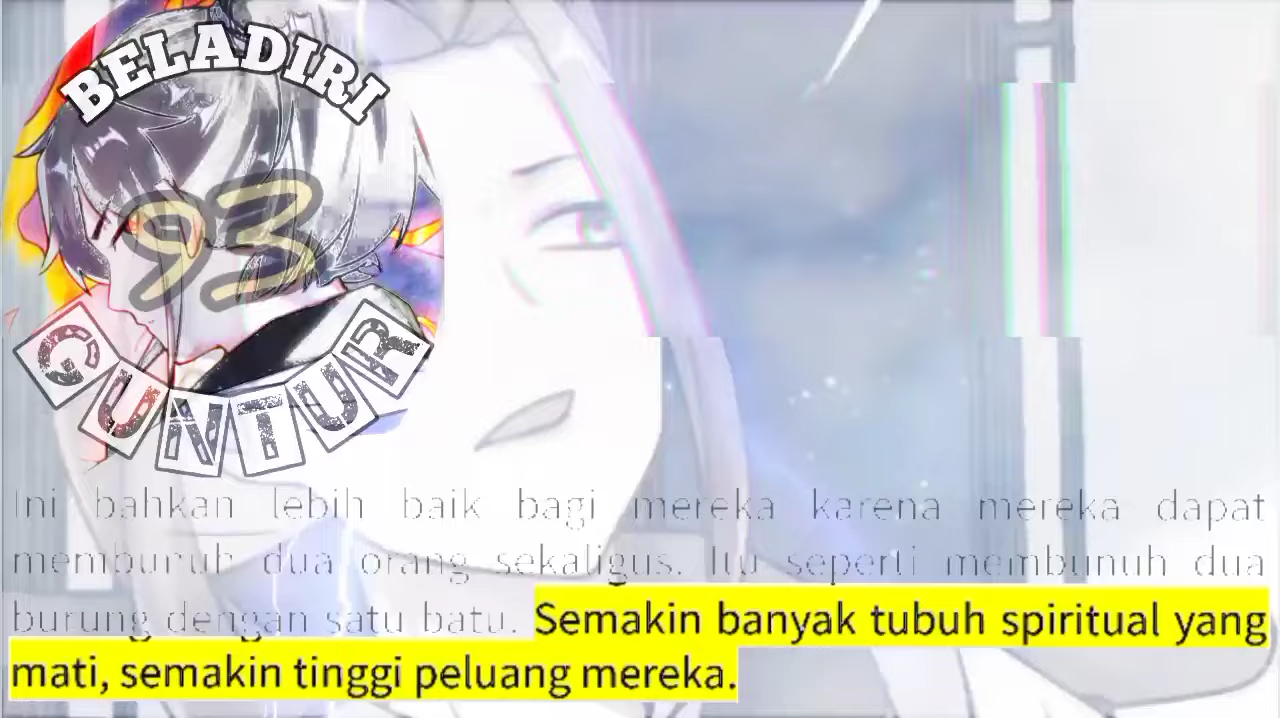 BELADIRI
93
GUNTUR
Ini bahkan lebih baik bagi mereka karena mereka dapat
membunuh dua orang sekaligus. Itu seperti membunuh dua
burung dengan satu batu. Semakin banyak tubuh spiritual yang
mati, semakin tinggi peluang mereka.